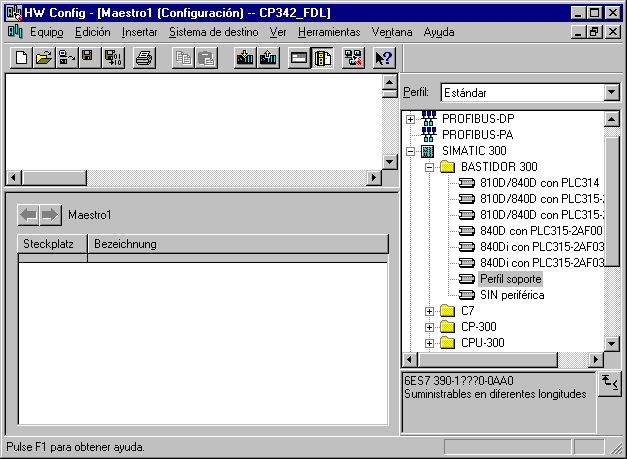 HW Config - [Maestro1 (Configuración) -- CP342_FDL]
Equipo Edición Insertar Sistema de destino Ver Herramientas Ventana Ayuda
Perfil: Estándar
PROFIBUS-DP
PROFIBUS-PA
SIMATIC 300
BASTIDOR 300
810D/840D con PLC314
810D/840D con PLC315-2
810D/840D con PLC315-2
840D con PLC315-2AF00
840Di con PLC315-2AF03
840Di con PLC315-2AF03
Perfil soporte
SIN periférica
C7
CP-300
CPU-300
Maestro1
Steckplatz Bezeichnung
6ES7 390-1???0-0AA0
Suministrables en diferentes longitudes
Pulse F1 para obtener ayuda.